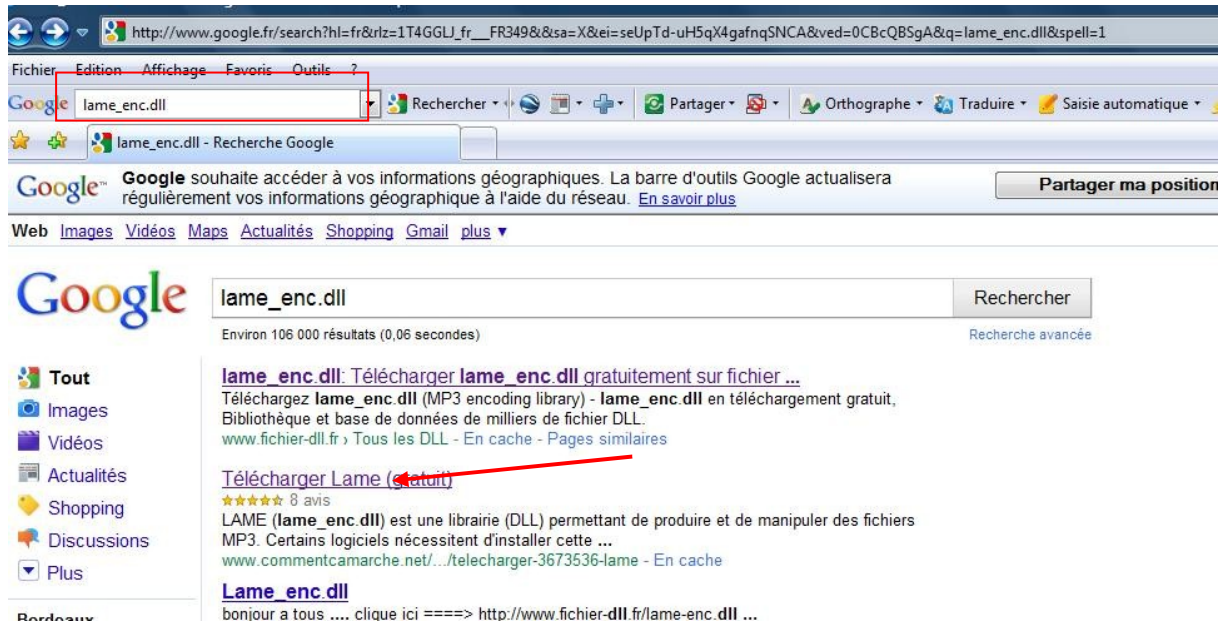 http://www.google.fr/search?hl=fr&rlz=1T4GGLJ_fr__FR349&&sa=X&ei=seUpTd-uH5qX4gafnqSNCA&ved=0CBcQBSgA&q=lame_enc.dll&spell=1
Fichier Edition Affichage Favoris Outils ?
Google lame_enc.dll Rechercher Partager Orthographe Traduire Saisie automatique
lame_enc.dll - Recherche Google
Google™ Google souhaite accéder à vos informations géographiques. La barre d'outils Google actualisera
régulièrement vos informations géographique à l'aide du réseau. En savoir plus
Partager ma position
Web Images Vidéos Maps Actualités Shopping Gmail plus ▼
Google lame_enc.dll Rechercher
Environ 106 000 résultats (0,06 secondes) Recherche avancée
Tout
Images
Vidéos
Actualités
Shopping
Discussions
Plus
Bordeaux
lame_enc.dll: Télécharger lame_enc.dll gratuitement sur fichier ...
Téléchargez lame_enc.dll (MP3 encoding library) - lame_enc.dll en téléchargement gratuit,
Bibliothèque et base de données de milliers de fichier DLL.
www.fichier-dll.fr › Tous les DLL - En cache - Pages similaires
Télécharger Lame (gratuit)
8 avis
LAME (lame_enc.dll) est une librairie (DLL) permettant de produire et de manipuler des fichiers
MP3. Certains logiciels nécessitent d'installer cette ...
www.commentcamarche.net/.../telecharger-3673536-lame - En cache
Lame_enc.dll
bonjour a tous .... clique ici ====> http://www.fichier-dll.fr/lame-enc.dll ...